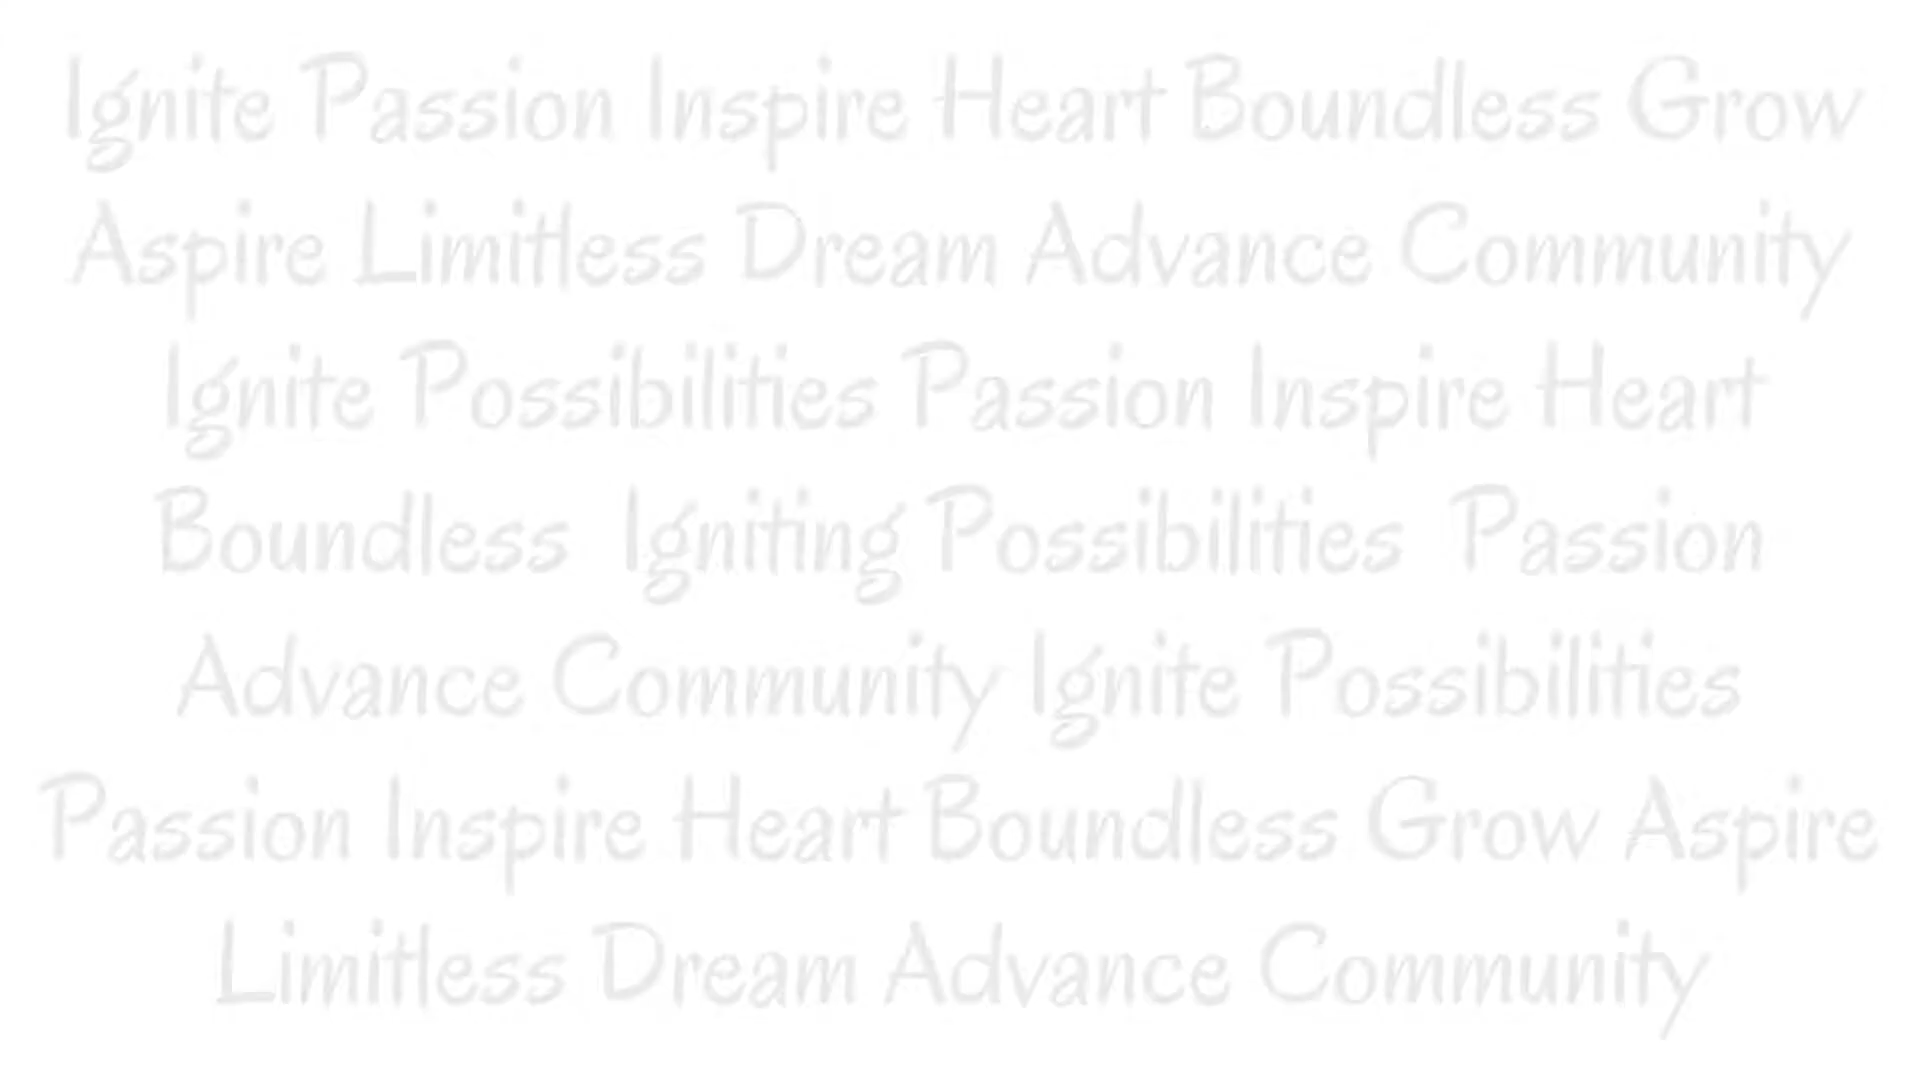 Ignite Passion Inspire Heart Boundless Grow
Aspire Limitless Dream Advance Community
Ignite Possibilities Passion Inspire Heart
Boundless Igniting Possibilities Passion
Advance Community Ignite Possibilities
Passion Inspire Heart Boundless Grow Aspire
Limitless Dream Advance Community